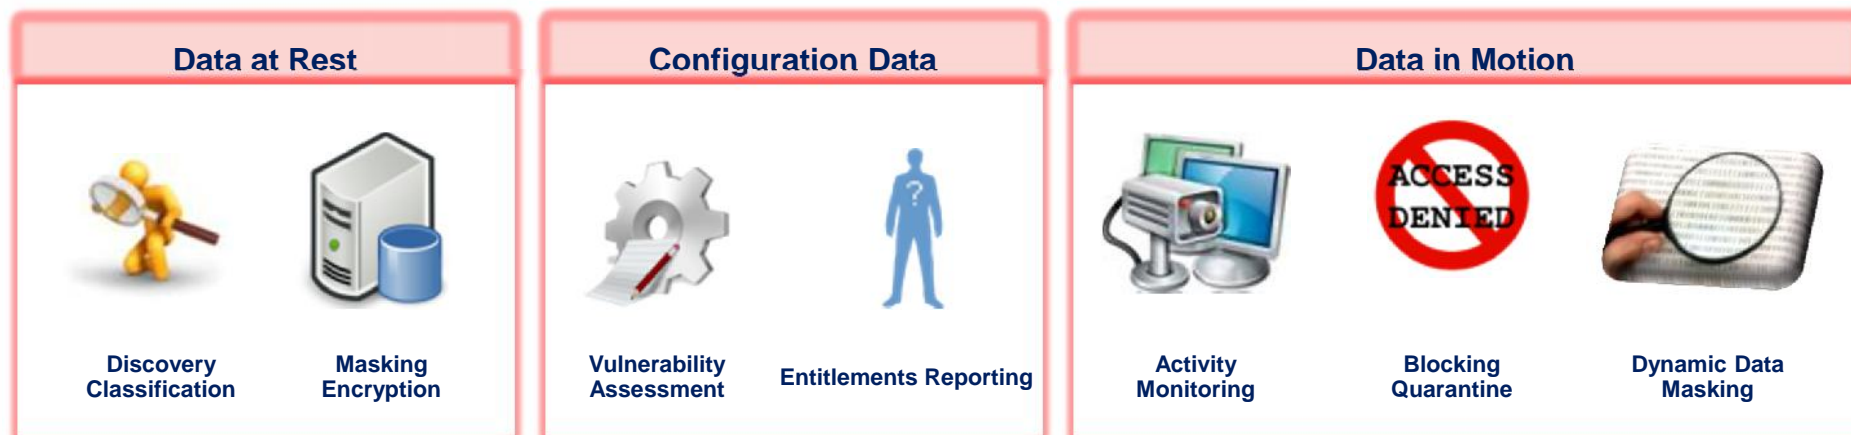 Data at Rest
Discovery
Classification
Masking
Encryption
Configuration Data
?
Vulnerability
Assessment
Entitlements Reporting
Data in Motion
ACCESS
DENIED
Activity
Monitoring
Blocking
Quarantine
Dynamic Data
Masking